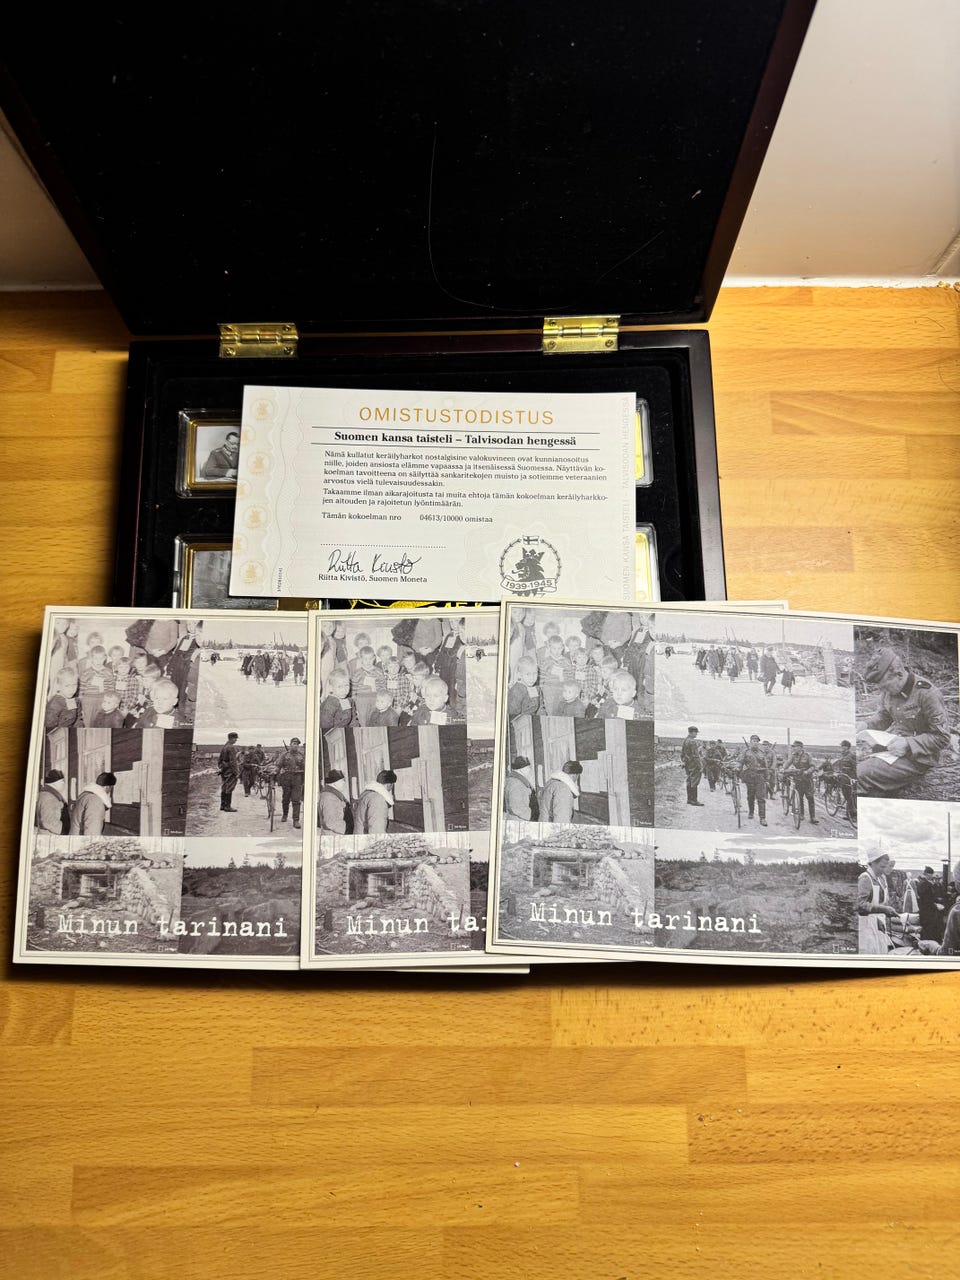 OMISTUSTODISTUS
Suomen kansa taisteli – Talvisodan hengessä
Nämä kullatut keräilyharkot nostalgisine valokuvineen ovat kunnianosoitus
niille, joiden ansiosta elämme vapaassa ja itsenäisessä Suomessa. Näyttävän ko-
koelman tavoitteena on säilyttää sankaritekojen muisto ja sotiemme veteraanien
arvostus vielä tulevaisuudessakin.
Takaamme ilman aikarajoitusta tai muita ehtoja tämän kokoelman keräilyharkko-
jen aitouden ja rajoitetun lyöntimäärän.
Tämän kokoelman nro 04613/10000 omistaa
Riitta Kivistö
Riitta Kivistö, Suomen Moneta
1939-1945
SUOMEN KANSA TAISTELI - TALVISODAN HENGESSÄ
Minun tarinani
Minun ta
Minun tarinani